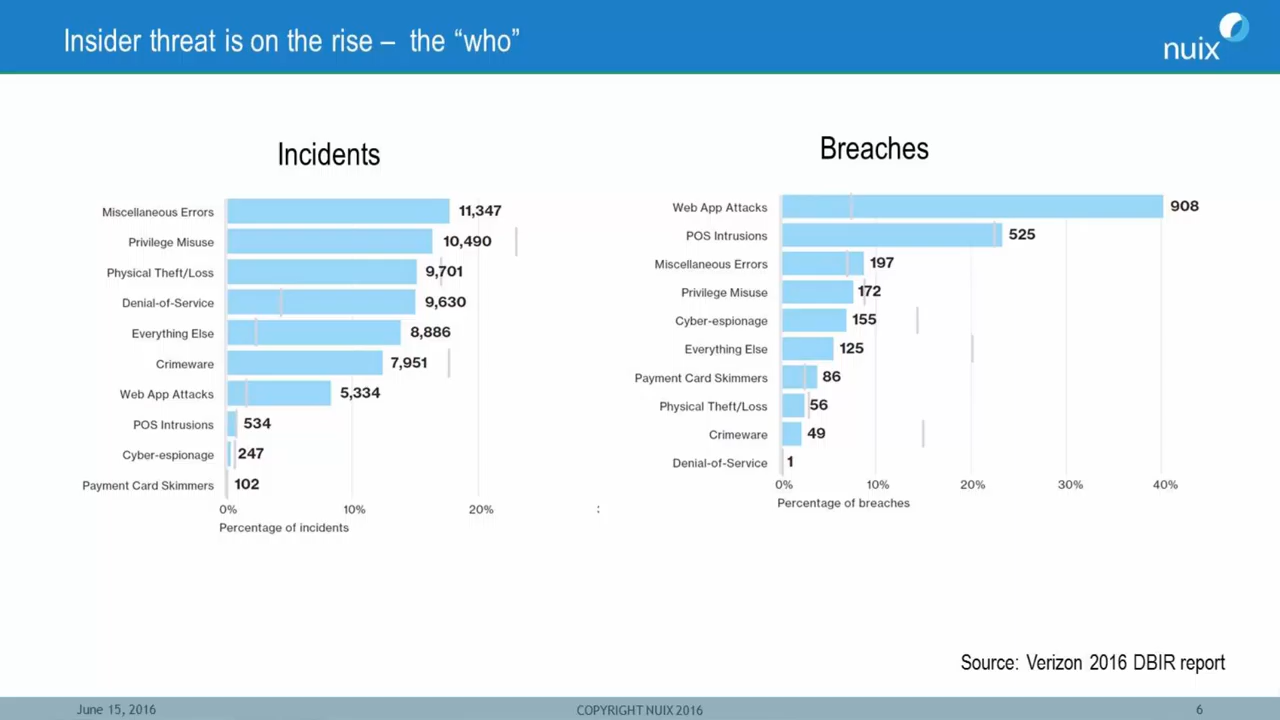 Insider threat is on the rise – the “who”
nuix
Incidents
Miscellaneous Errors 11,347
Privilege Misuse 10,490
Physical Theft/Loss 9,701
Denial-of-Service 9,630
Everything Else 8,886
Crimeware 7,951
Web App Attacks 5,334
POS Intrusions 534
Cyber-espionage 247
Payment Card Skimmers 102
0% 10% 20%
Percentage of incidents
:
Breaches
Web App Attacks 908
POS Intrusions 525
Miscellaneous Errors 197
Privilege Misuse 172
Cyber-espionage 155
Everything Else 125
Payment Card Skimmers 86
Physical Theft/Loss 56
Crimeware 49
Denial-of-Service 1
0% 10% 20% 30% 40%
Percentage of breaches
Source: Verizon 2016 DBIR report
June 15, 2016 COPYRIGHT NUIX 2016 6